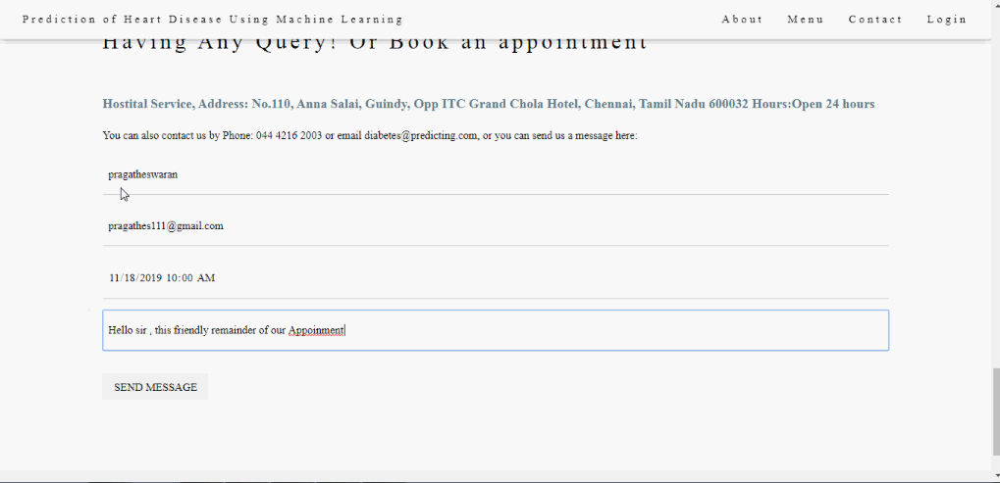 Prediction of Heart Disease Using Machine Learning
About Menu Contact Login
Having Any Query! Or Book an appointment
Hostital Service, Address: No.110, Anna Salai, Guindy, Opp ITC Grand Chola Hotel, Chennai, Tamil Nadu 600032 Hours:Open 24 hours
You can also contact us by Phone: 044 4216 2003 or email diabetes@predicting.com, or you can send us a message here:
pragatheswaran
pragathes111@gmail.com
11/18/2019 10:00 AM
Hello sir , this friendly remainder of our Appoinment
SEND MESSAGE